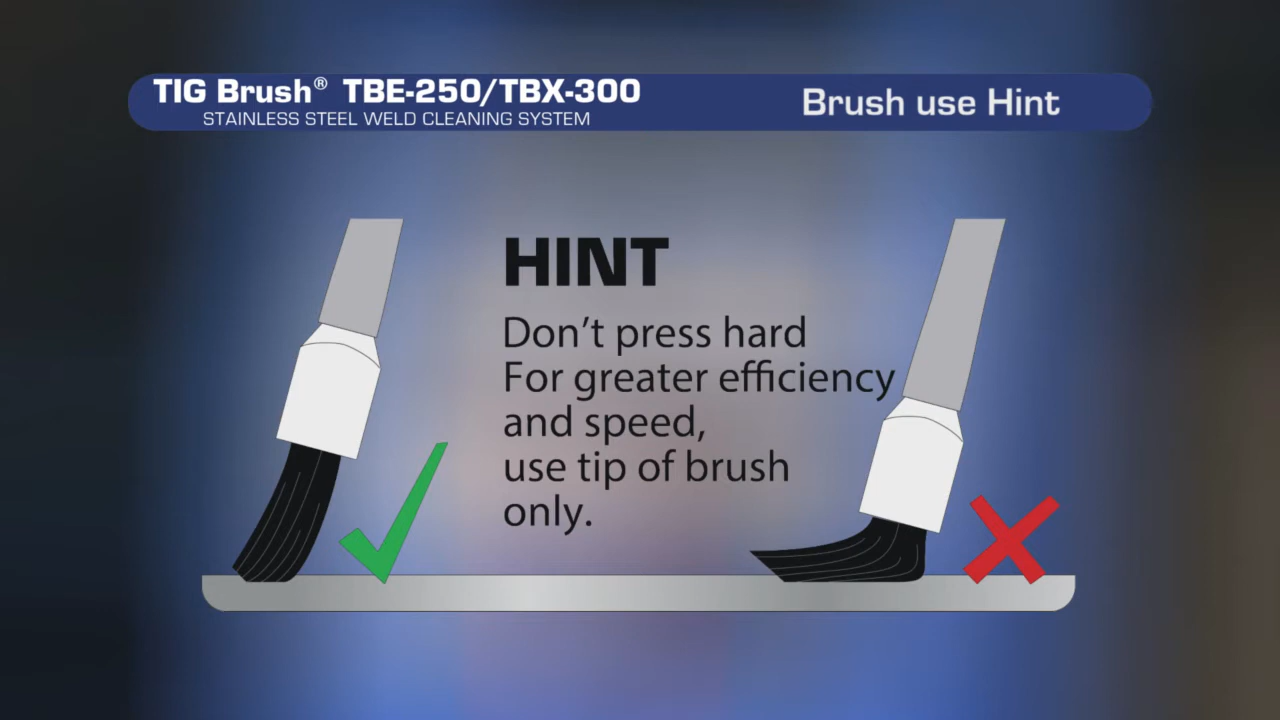 TIG Brush® TBE-250/TBX-300
STAINLESS STEEL WELD CLEANING SYSTEM
Brush use Hint
HINT
Don't press hard
For greater efficiency
and speed,
use tip of brush
only.